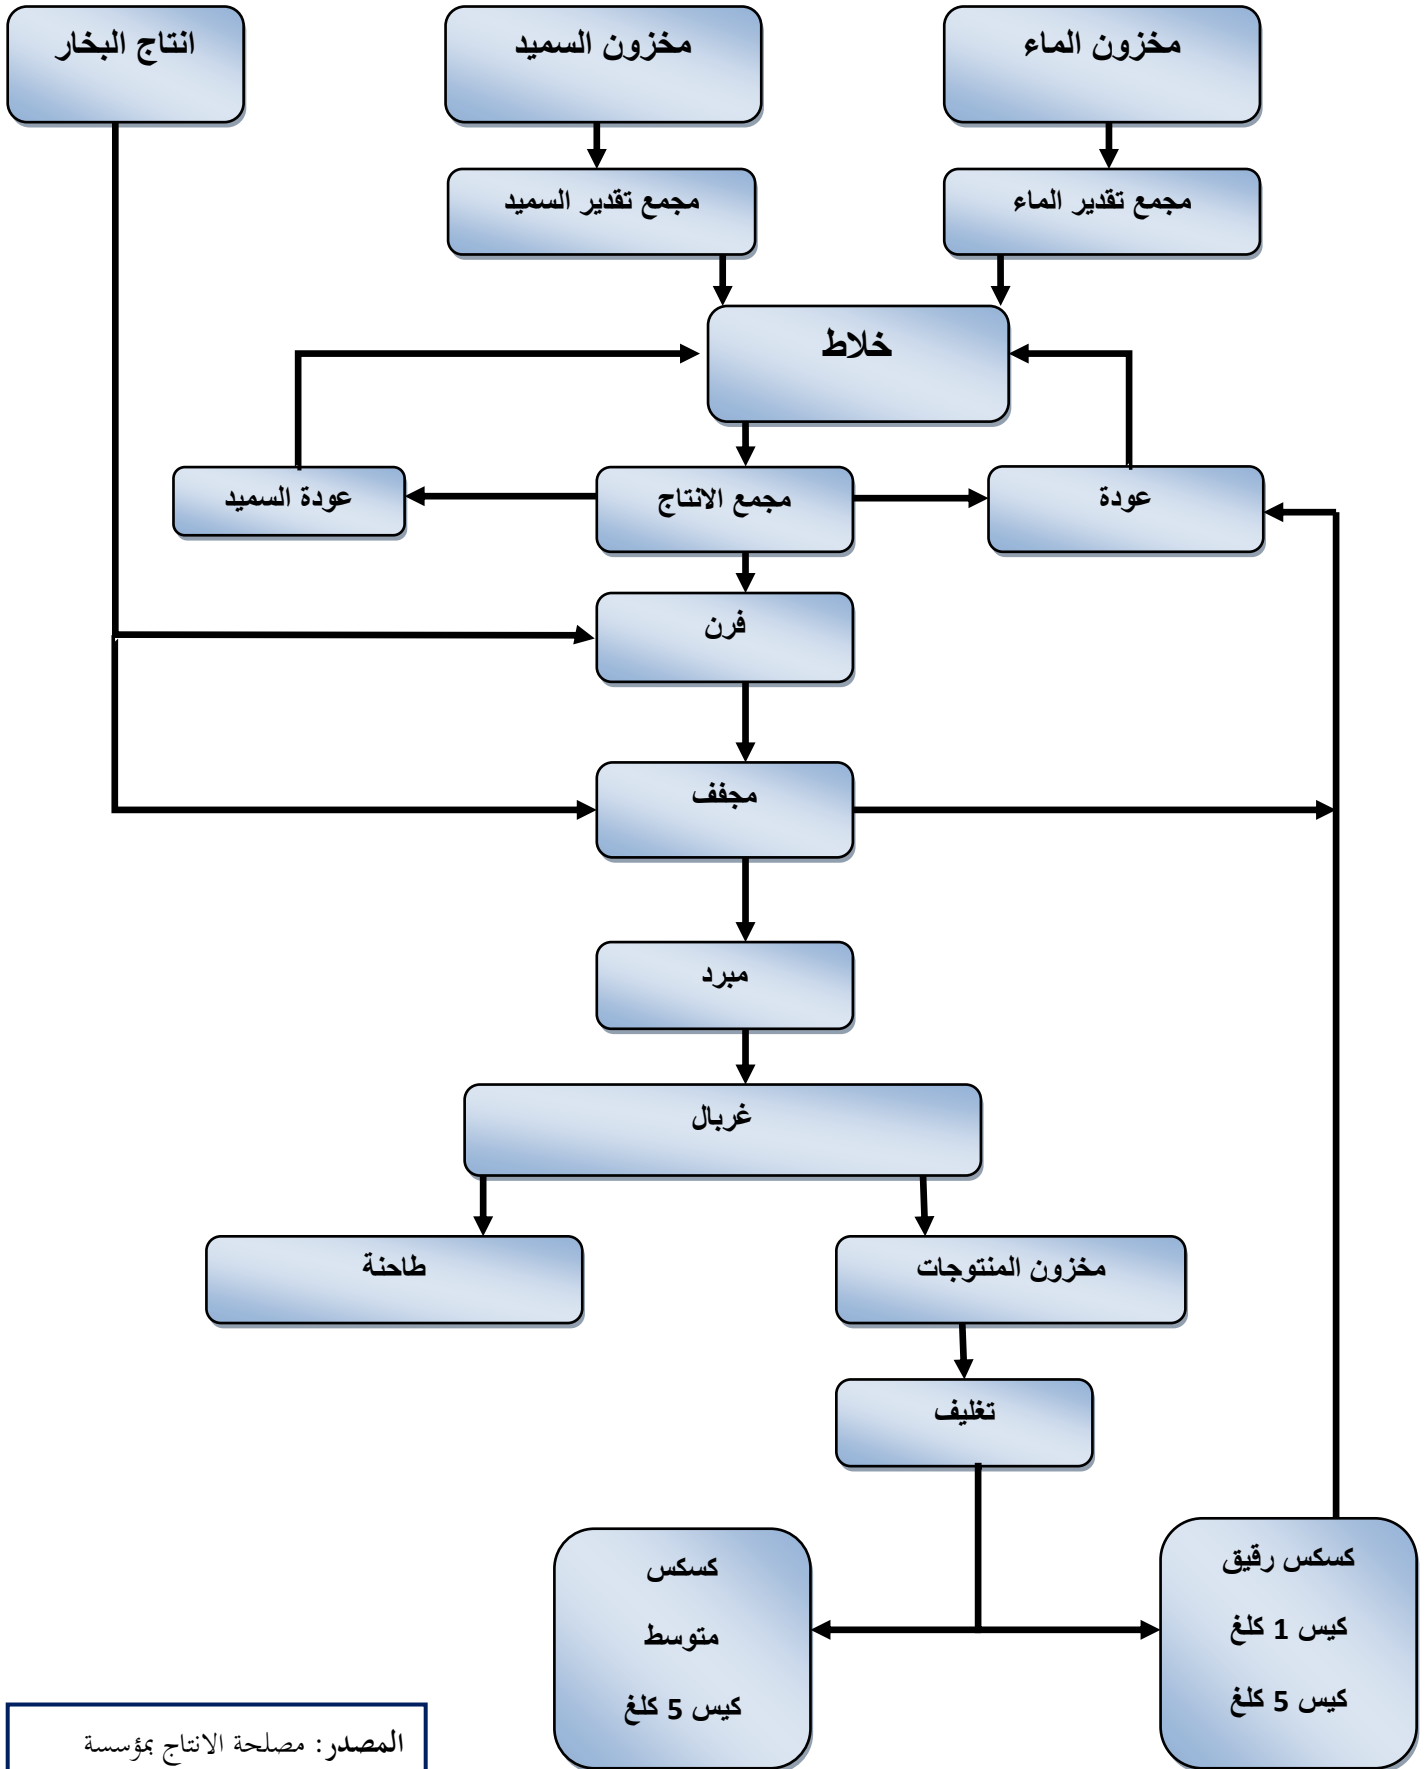 مخزون الماء
مخزون السميد
انتاج البخار
مجمع تقدير الماء
مجمع تقدير السميد
خلاط
عودة
مجمع الانتاج
عودة السميد
فرن
مجفف
مبرد
غربال
مخزون المنتوجات
طاحنة
تغليف
كسكس رقيق
كيس 1 كلغ
كيس 5 كلغ
كسكس
متوسط
كيس 5 كلغ
المصدر: مصلحة الانتاج بمؤسسة